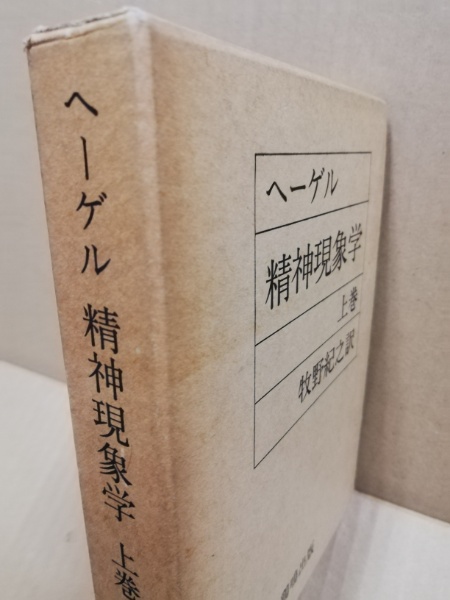 ヘーゲル 精神現象学 上巻
ヘーゲル
精神現象学
上巻
牧野紀之訳